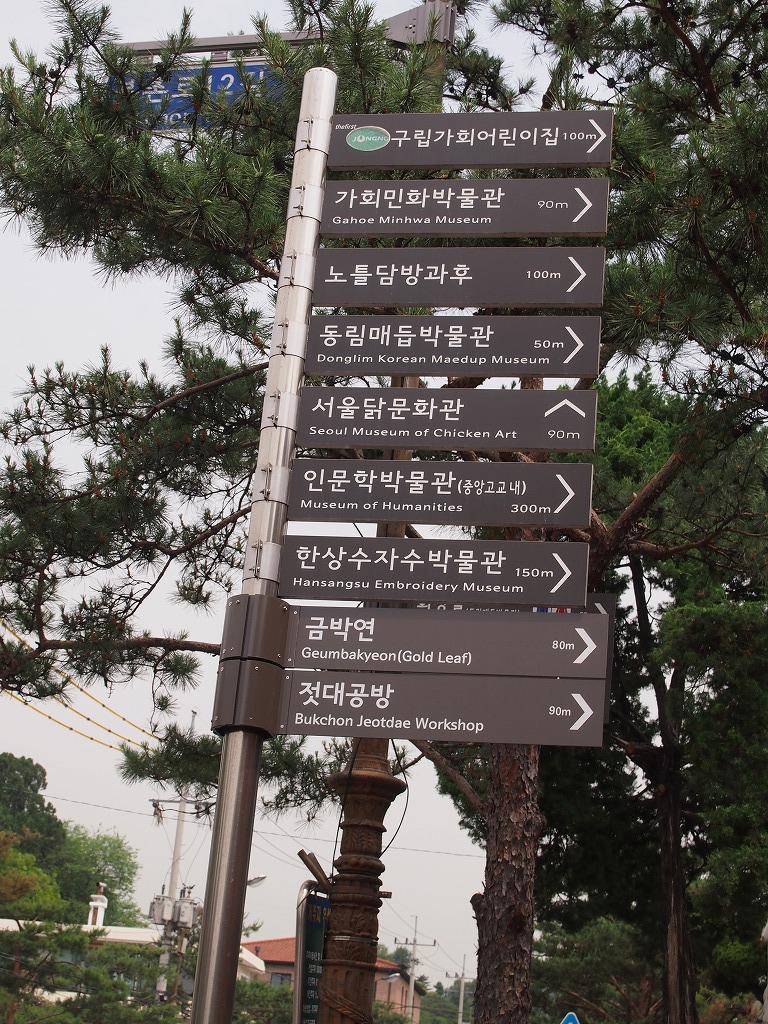 thefirst
JONGNO
구립가회어린이집 100m
가회민화박물관 90m
Gahoe Minhwa Museum
노틀담방과후 100m
동림매듭박물관 50m
Donglim Korean Maedup Museum
서울닭문화관
Seoul Museum of Chicken Art 90m
인문학박물관(중앙고교 내)
Museum of Humanities 300m
한상수자수박물관 150m
Hansangsu Embroidery Museum
금박연 80m
Geumbakyeon(Gold Leaf)
젓대공방 90m
Bukchon Jeotdae Workshop